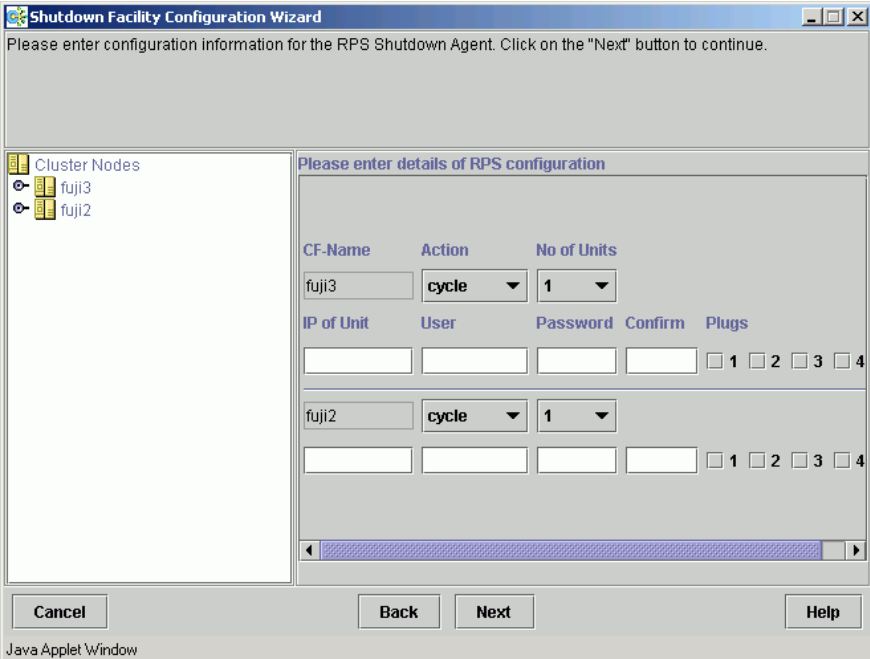 Shutdown Facility Configuration Wizard
Please enter configuration information for the RPS Shutdown Agent. Click on the "Next" button to continue.
Cluster Nodes
fuji3
fuji2
Please enter details of RPS configuration
CF-Name Action No of Units
fuji3 cycle 1
IP of Unit User Password Confirm Plugs
1 2 3 4
fuji2 cycle 1
1 2 3 4
Cancel Back Next Help
Java Applet Window